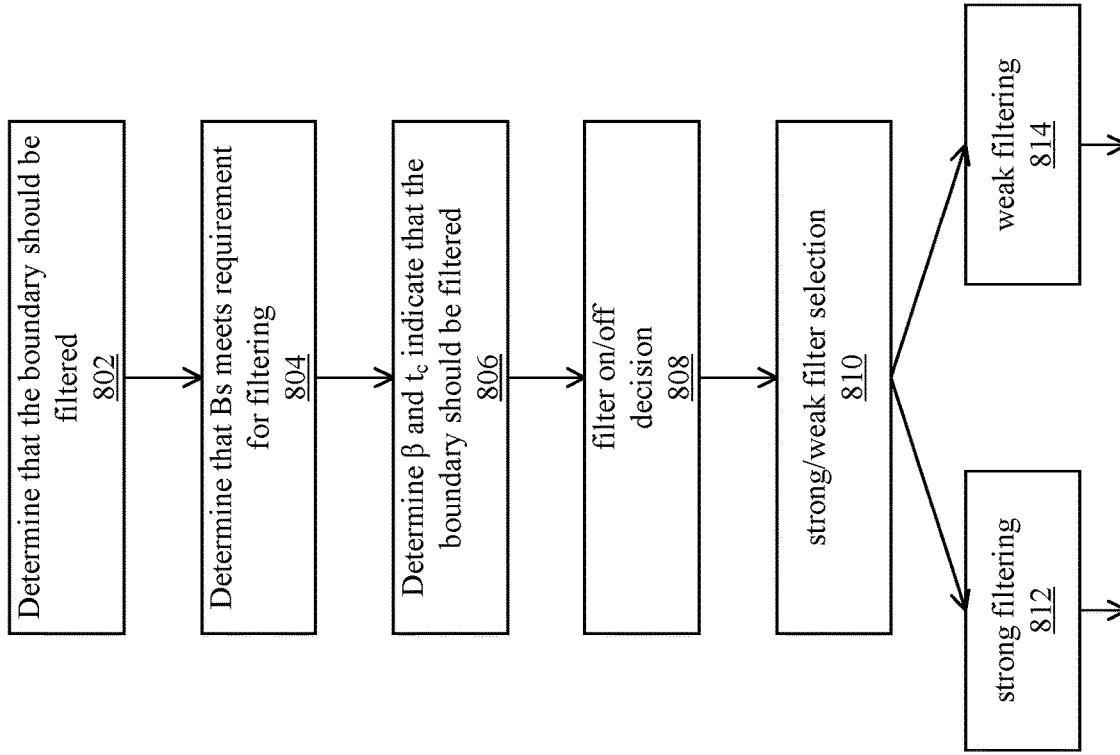 Determine that the boundary should be
filtered
802
Determine that Bs meets requirement
for filtering
804
Determine β and tc indicate that the
boundary should be filtered
806
filter on/off
decision
808
strong/weak filter selection
810
strong filtering
812
weak filtering
814